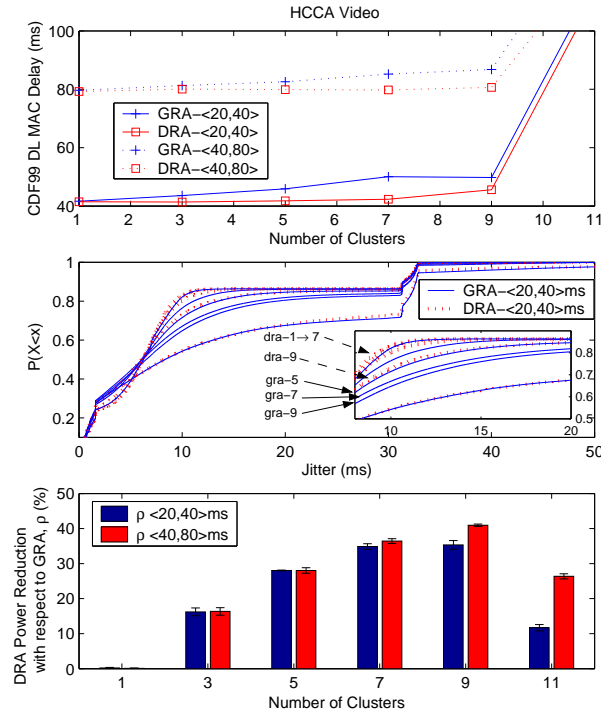 HCCA Video
100
80
60
40
CDF99 DL MAC Delay (ms)
GRA−<20,40>
DRA−<20,40>
GRA−<40,80>
DRA−<40,80>
1 2 3 4 5 6 7 8 9 10 11
Number of Clusters
1
0.8
0.6
0.4
0.2
P(X<x)
GRA−<20,40>ms
DRA−<20,40>ms
dra−1→7
dra−9
gra−5
gra−7
gra−9
0.8
0.7
0.6
0.5
10 15 20
0 10 20 30 40 50
Jitter (ms)
50
40
30
20
10
0
DRA Power Reduction
with respect to GRA, ρ (%)
ρ <20,40>ms
ρ <40,80>ms
1 3 5 7 9 11
Number of Clusters